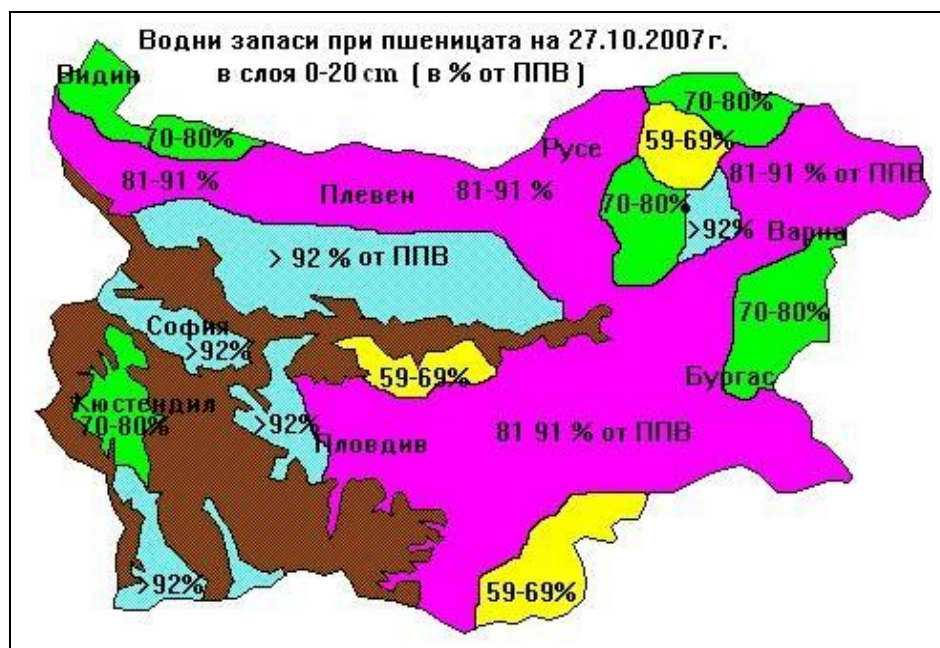 Водни запаси при пшеницата на 27.10.2007г.
в слоя 0-20 cm ( в % от ППВ )
Видин
70-80%
70-80%
59-69%
Русе
81-91 %
81-91 % от ППВ
Плевен
81-91 %
70-80%
>92%
Варна
> 92 % от ППВ
70-80%
София
>92%
59-69%
Бургас
Кюстендил
70-80%
>92%
Пловдив
81 91 % от ППВ
>92%
59-69%